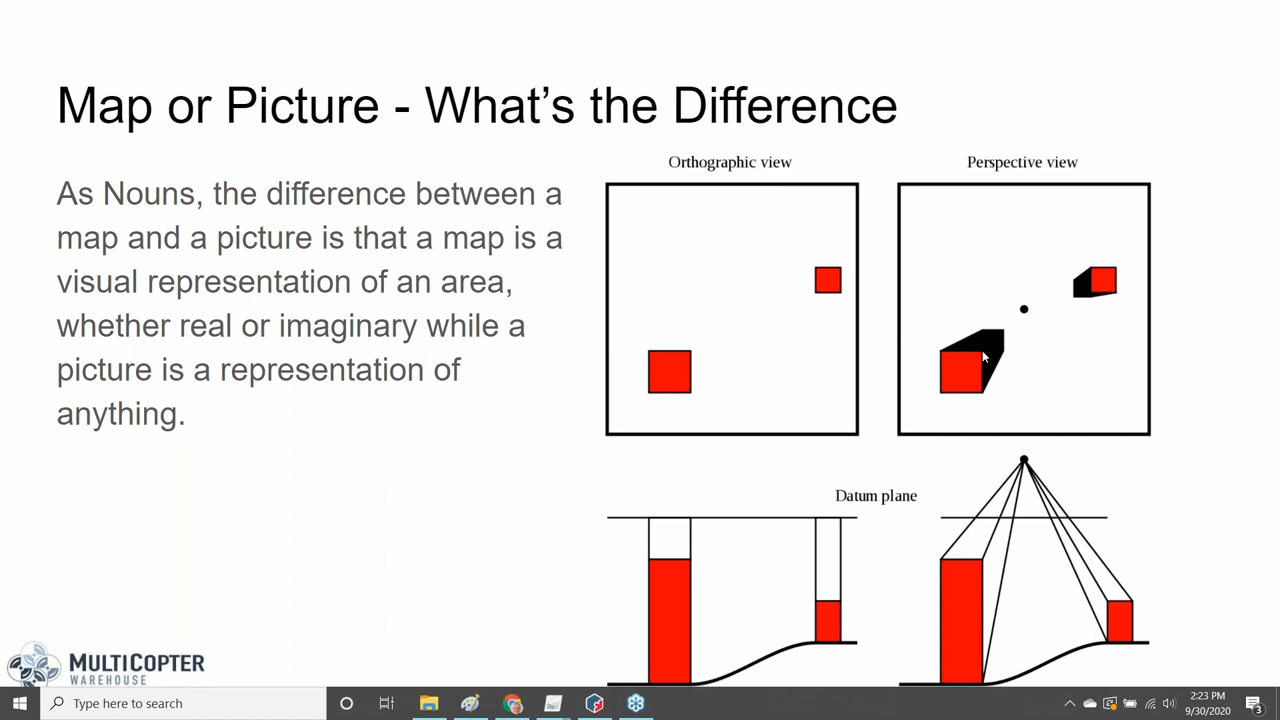 Map or Picture - What's the Difference
As Nouns, the difference between a
map and a picture is that a map is a
visual representation of an area,
whether real or imaginary while a
picture is a representation of
anything.
Orthographic view
Perspective view
Datum plane
MULTICOPTER
WAREHOUSE
Type here to search
2:23 PM
9/30/2020
3